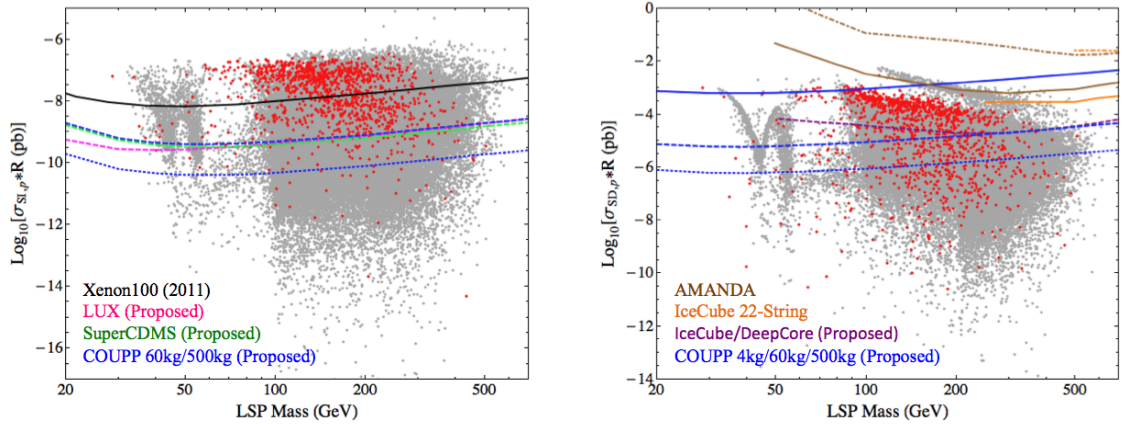 Log₁₀[σSI,p*R (pb)]
−6
−8
−10
−12
−14
−16
Xenon100 (2011)
LUX (Proposed)
SuperCDMS (Proposed)
COUPP 60kg/500kg (Proposed)
20 50 100 200 500
LSP Mass (GeV)
Log₁₀[σSD,p*R (pb)]
0
−2
−4
−6
−8
−10
−12
−14
AMANDA
IceCube 22-String
IceCube/DeepCore (Proposed)
COUPP 4kg/60kg/500kg (Proposed)
20 50 100 200 500
LSP Mass (GeV)